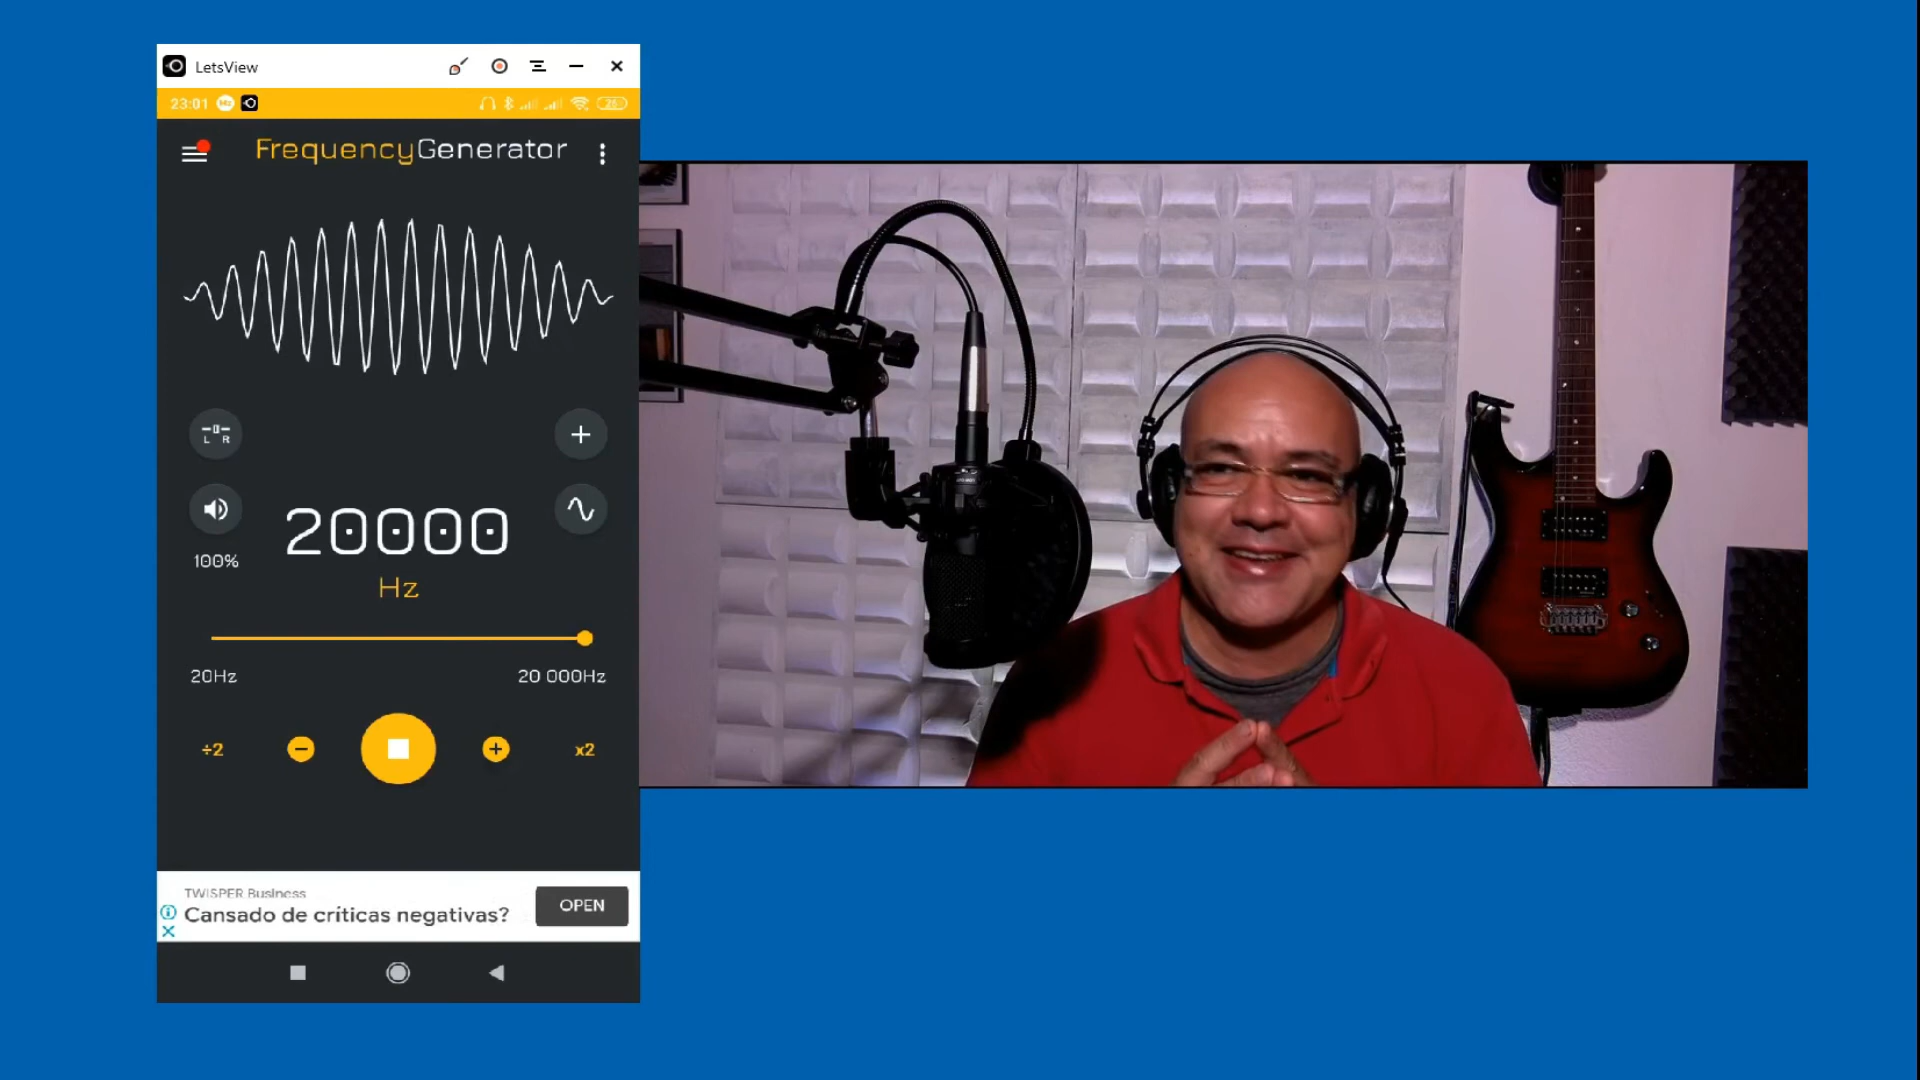 LetsView
23:01
FrequencyGenerator
L R
20000
100%
Hz
20Hz
20 000Hz
÷2
x2
TWISPER Business
Cansado de críticas negativas?
OPEN